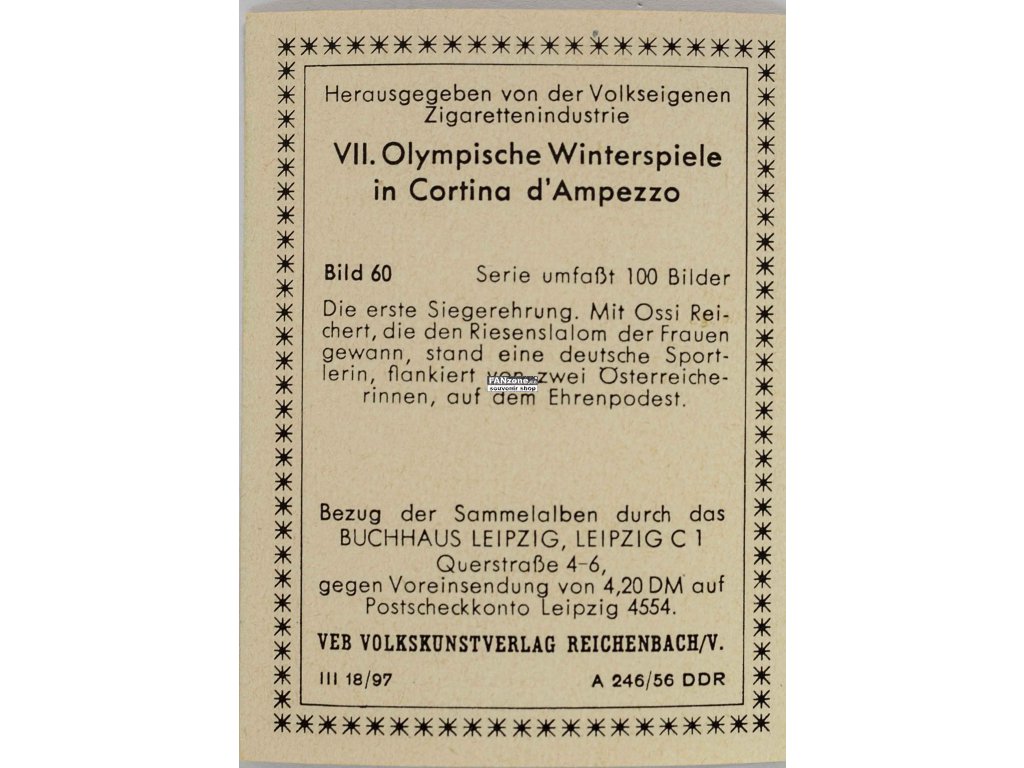 Herausgegeben von der Volkseigenen
Zigarettenindustrie
VII. Olympische Winterspiele
in Cortina d'Ampezzo
Bild 60 Serie umfaßt 100 Bilder
Die erste Siegerehrung. Mit Ossi Rei-
chert, die den Riesenslalom der Frauen
gewann, stand eine deutsche Sport-
lerin, flankiert von zwei Österreiche-
rinnen, auf dem Ehrenpodest.
FANzone
souvenir shop
Bezug der Sammelalben durch das
BUCHHAUS LEIPZIG, LEIPZIG C 1
Querstraße 4-6,
gegen Voreinsendung von 4,20 DM auf
Postscheckkonto Leipzig 4554.
VEB VOLKSKUNSTVERLAG REICHENBACH/V.
III 18/97 A 246/56 DDR